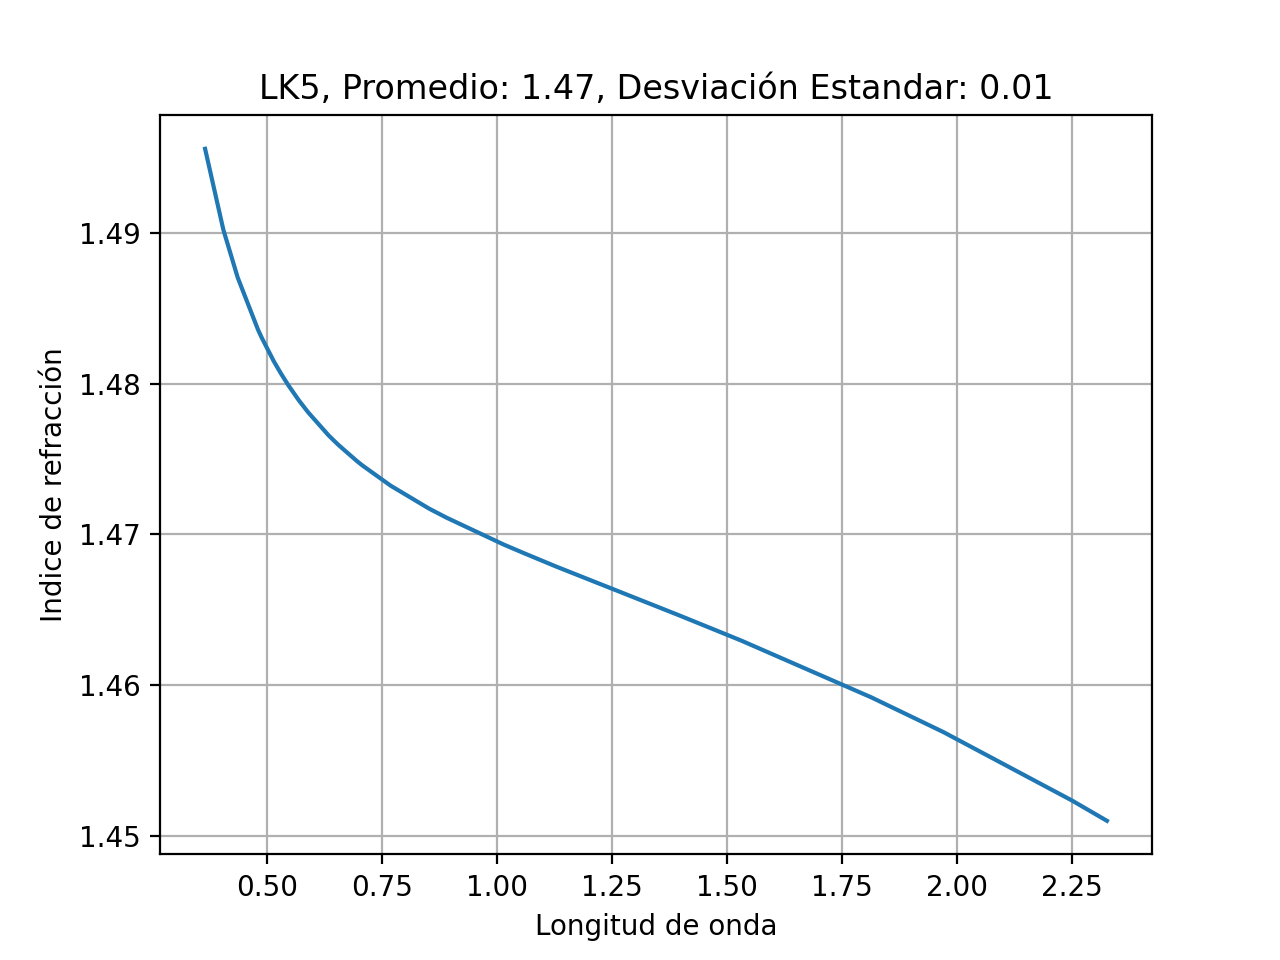 LK5, Promedio: 1.47, Desviación Estandar: 0.01
Indice de refracción
1.49
1.48
1.47
1.46
1.45
0.50 0.75 1.00 1.25 1.50 1.75 2.00 2.25
Longitud de onda